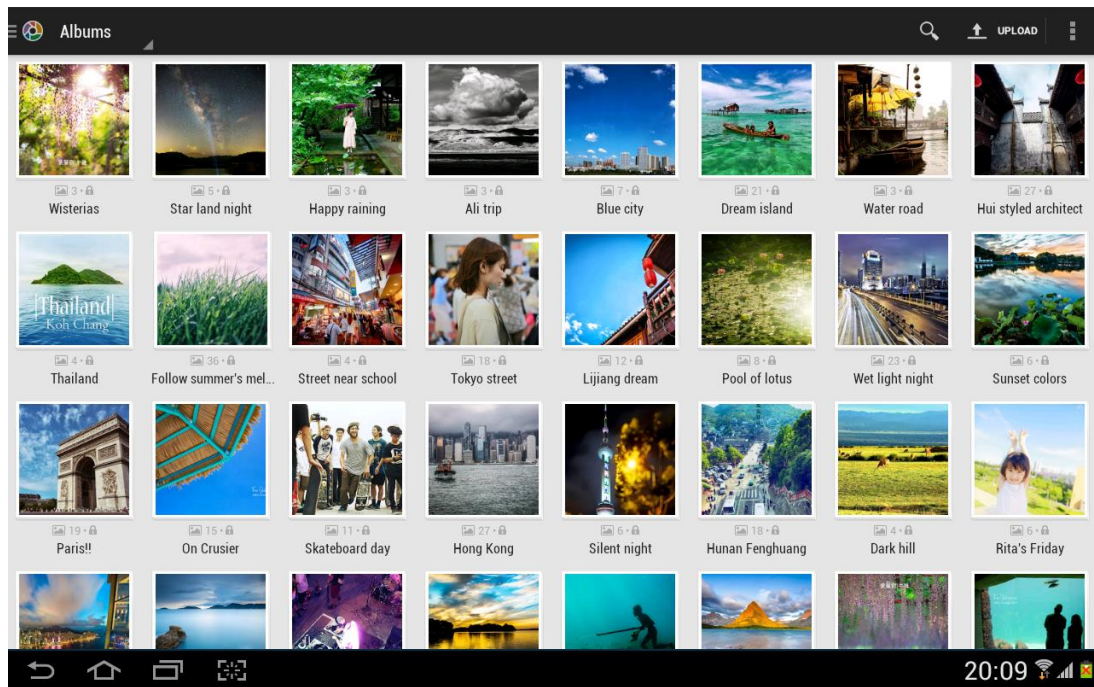 Albums
UPLOAD
3
5
3
3
7
21
3
27
Wisterias
Star land night
Happy raining
Ali trip
Blue city
Dream island
Water road
Hui styled architect
Thailand
Koh Chang
4
36
4
18
12
8
23
6
Thailand
Follow summer's mel...
Street near school
Tokyo street
Lijiang dream
Pool of lotus
Wet light night
Sunset colors
19
15
11
27
6
18
4
6
Paris!!
On Crusier
Skateboard day
Hong Kong
Silent night
Hunan Fenghuang
Dark hill
Rita's Friday
20:09